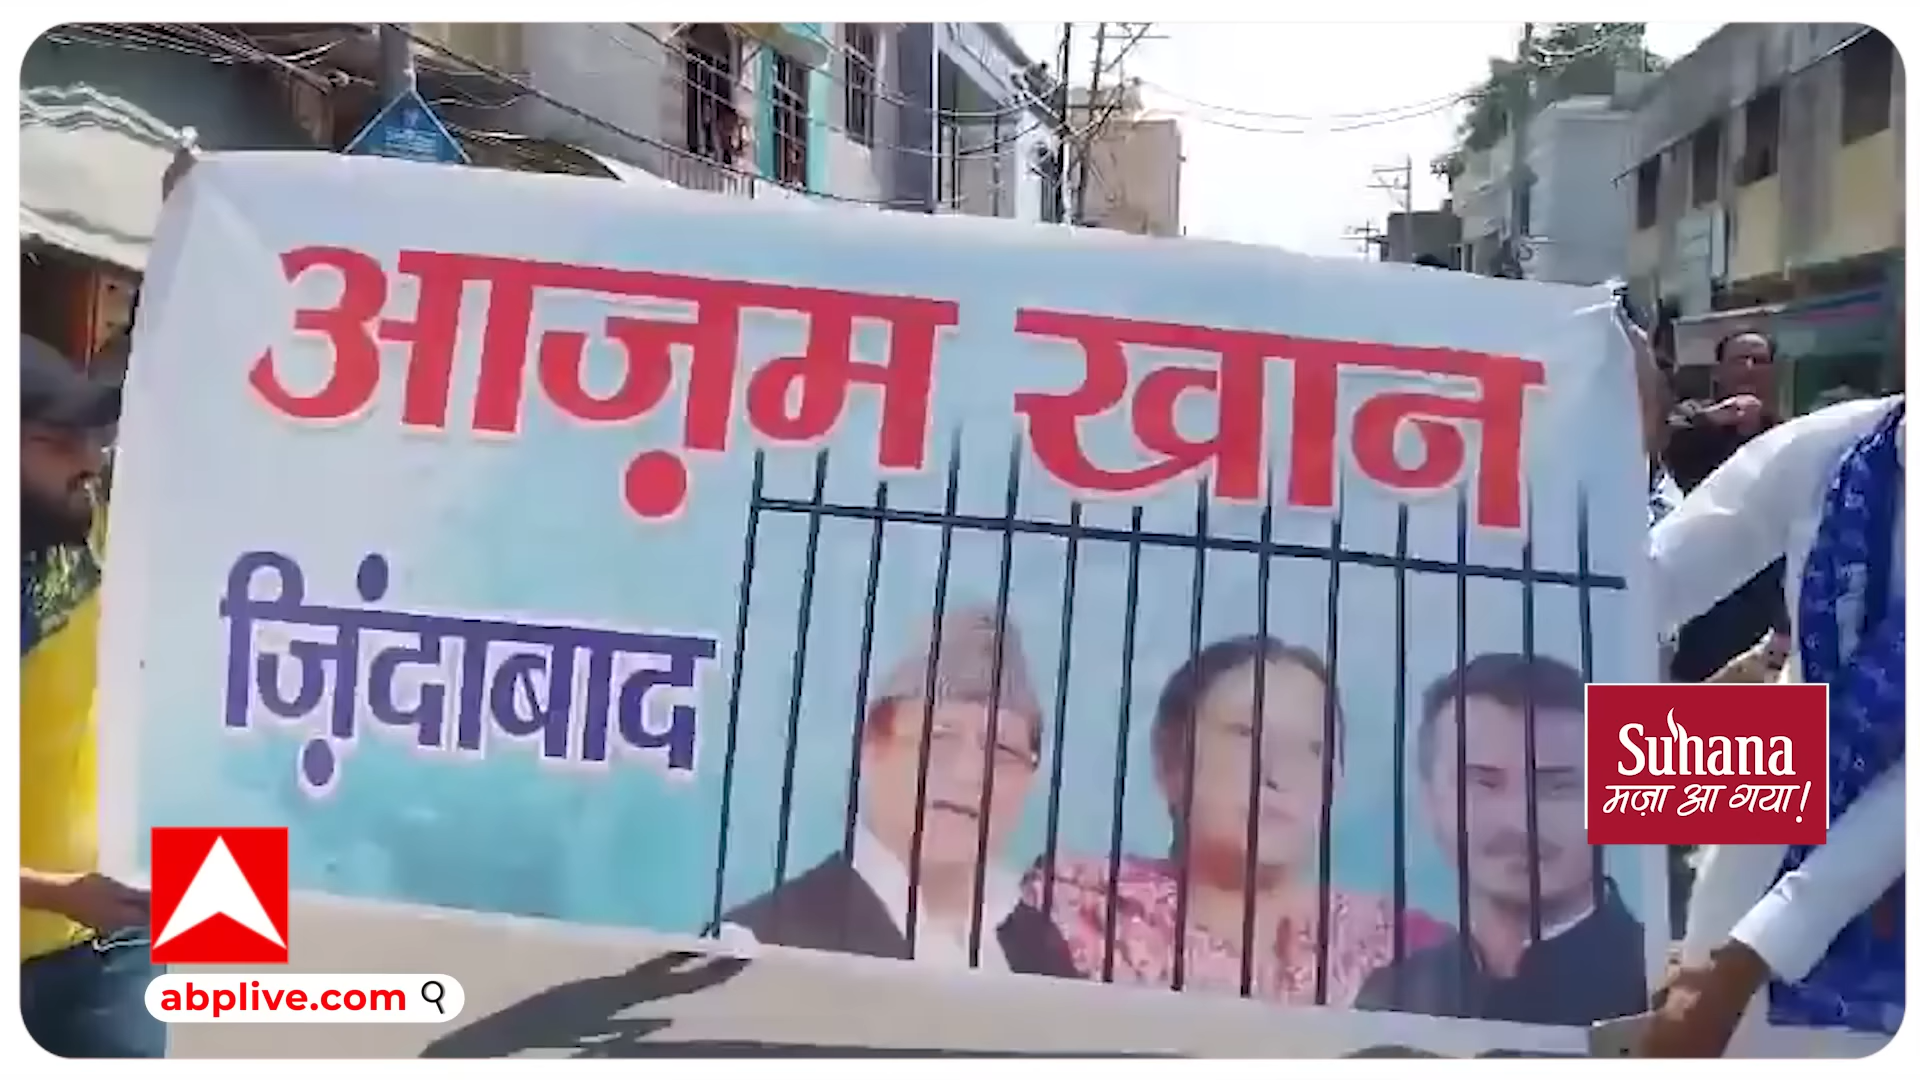 आज़म खान
ज़िंदाबाद
Suhana
मज़ा आ गया!
abplive.com